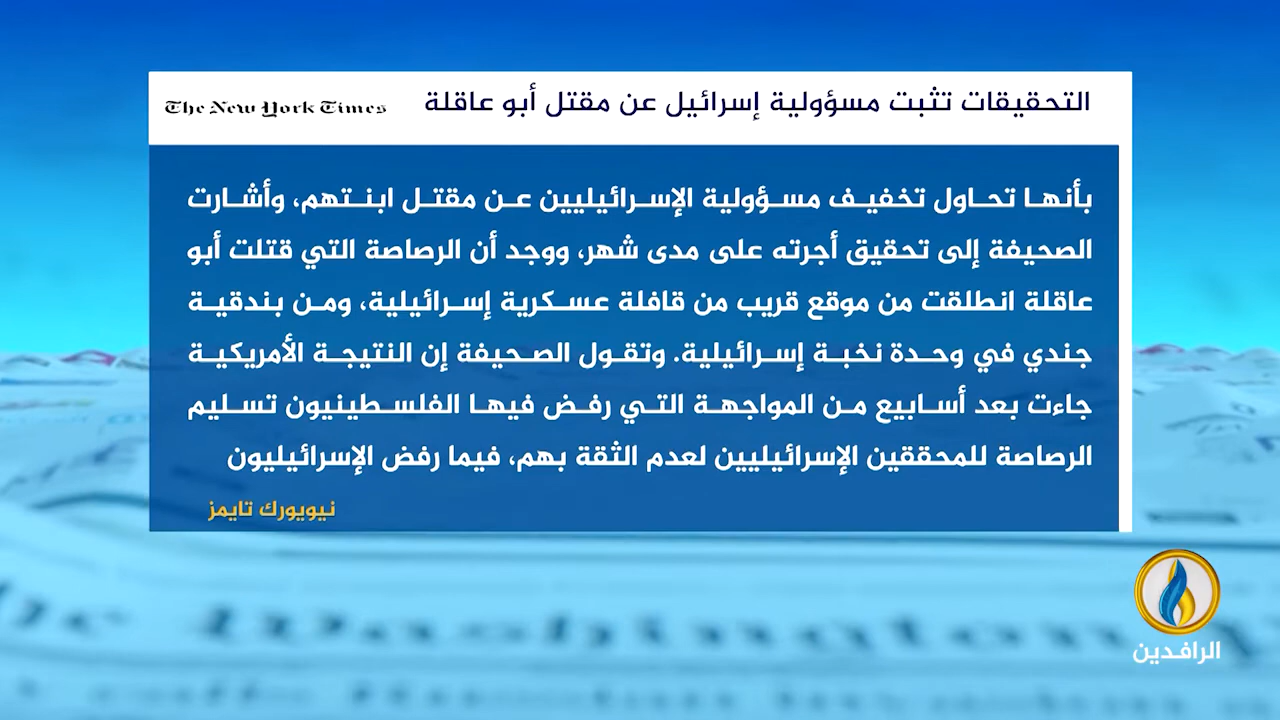 التحقيقات تثبت مسؤولية إسرائيل عن مقتل أبو عاقلة
The New York Times
بأنها تحاول تخفيف مسؤولية الإسرائيليين عن مقتل ابنتهم، وأشارت
الصحيفة إلى تحقيق أجرته على مدى شهر، ووجد أن الرصاصة التي قتلت أبو
عاقلة انطلقت من موقع قريب من قافلة عسكرية إسرائيلية، ومن بندقية
جندي في وحدة نخبة إسرائيلية. وتقول الصحيفة إن النتيجة الأمريكية
جاءت بعد أسابيع من المواجهة التي رفض فيها الفلسطينيون تسليم
الرصاصة للمحققين الإسرائيليين لعدم الثقة بهم، فيما رفض الإسرائيليون
نيويورك تايمز
الرافدين
Washington